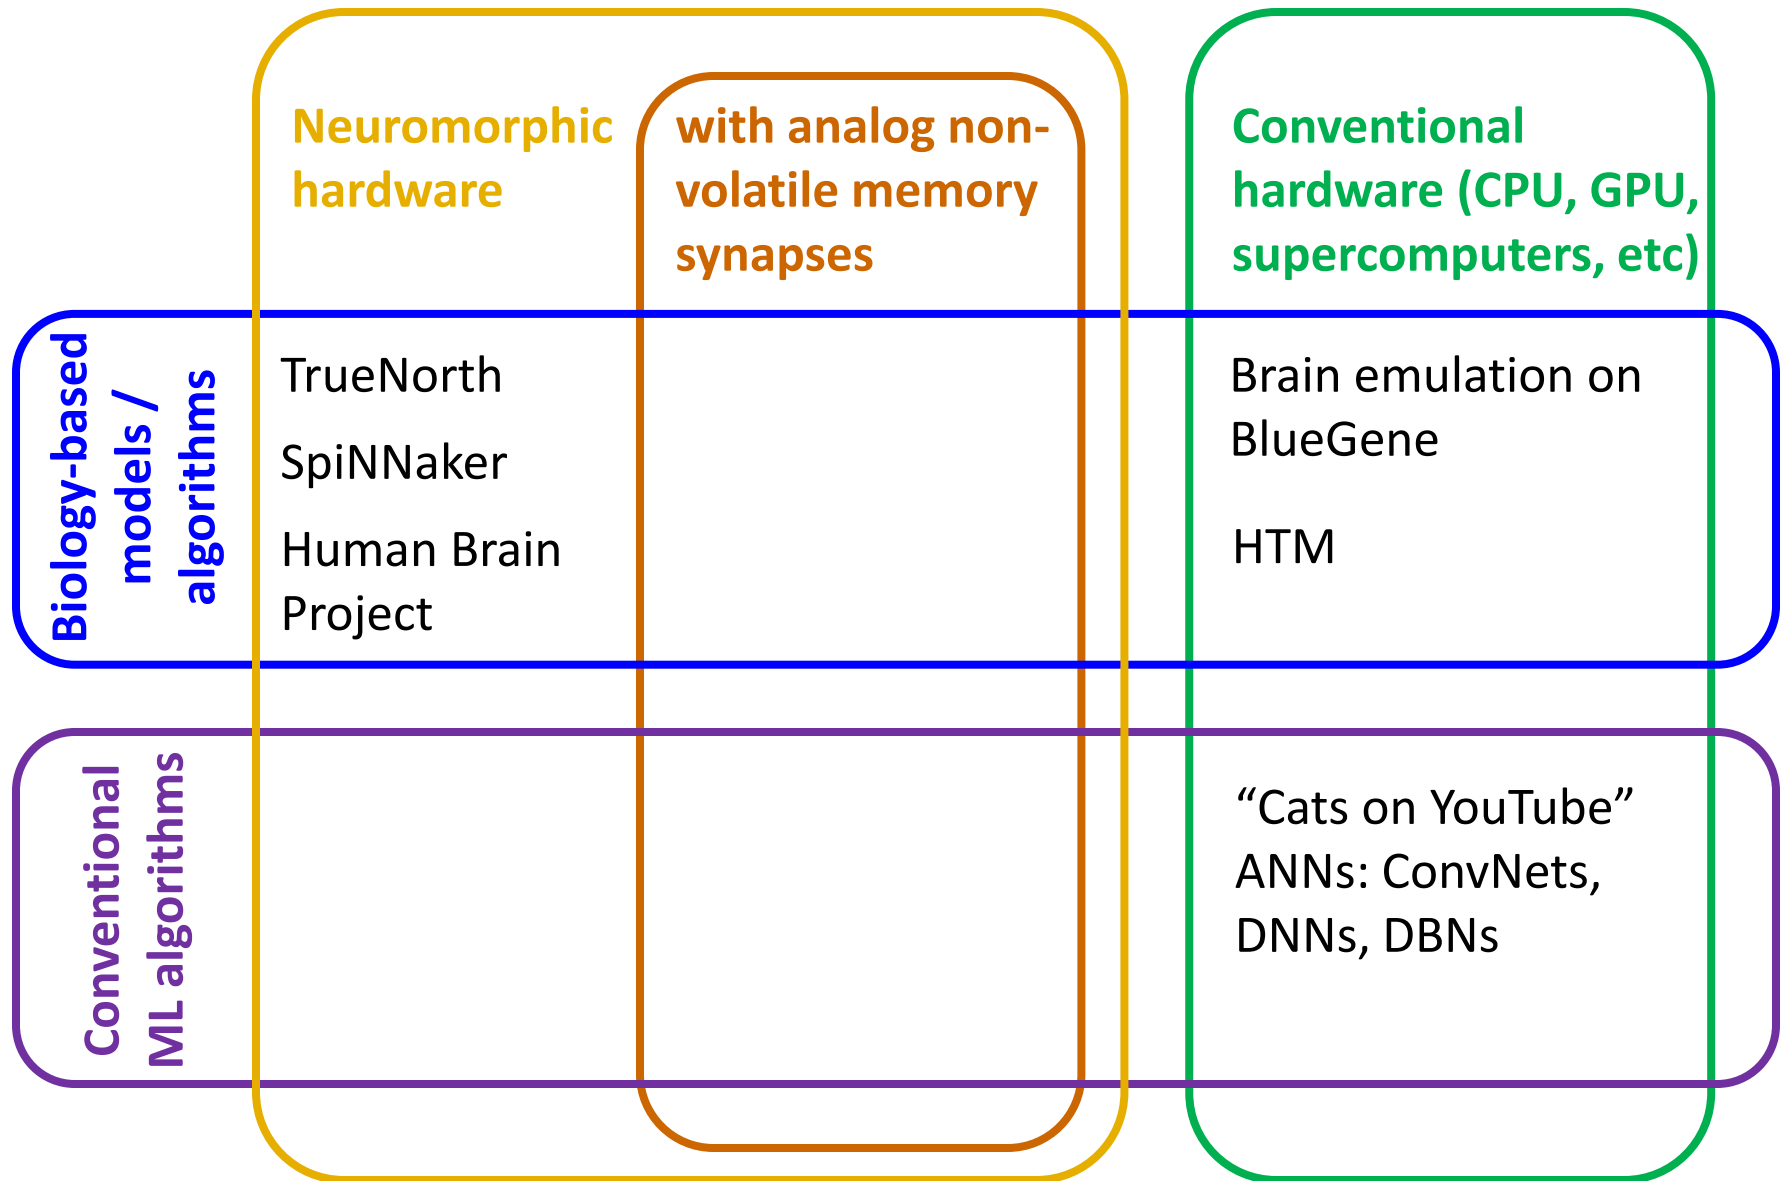 Neuromorphic
hardware
with analog non-
volatile memory
synapses
Conventional
hardware (CPU, GPU,
supercomputers, etc)
Biology-based
models /
algorithms
TrueNorth
SpiNNaker
Human Brain
Project
Brain emulation on
BlueGene
HTM
Conventional
ML algorithms
“Cats on YouTube”
ANNs: ConvNets,
DNNs, DBNs